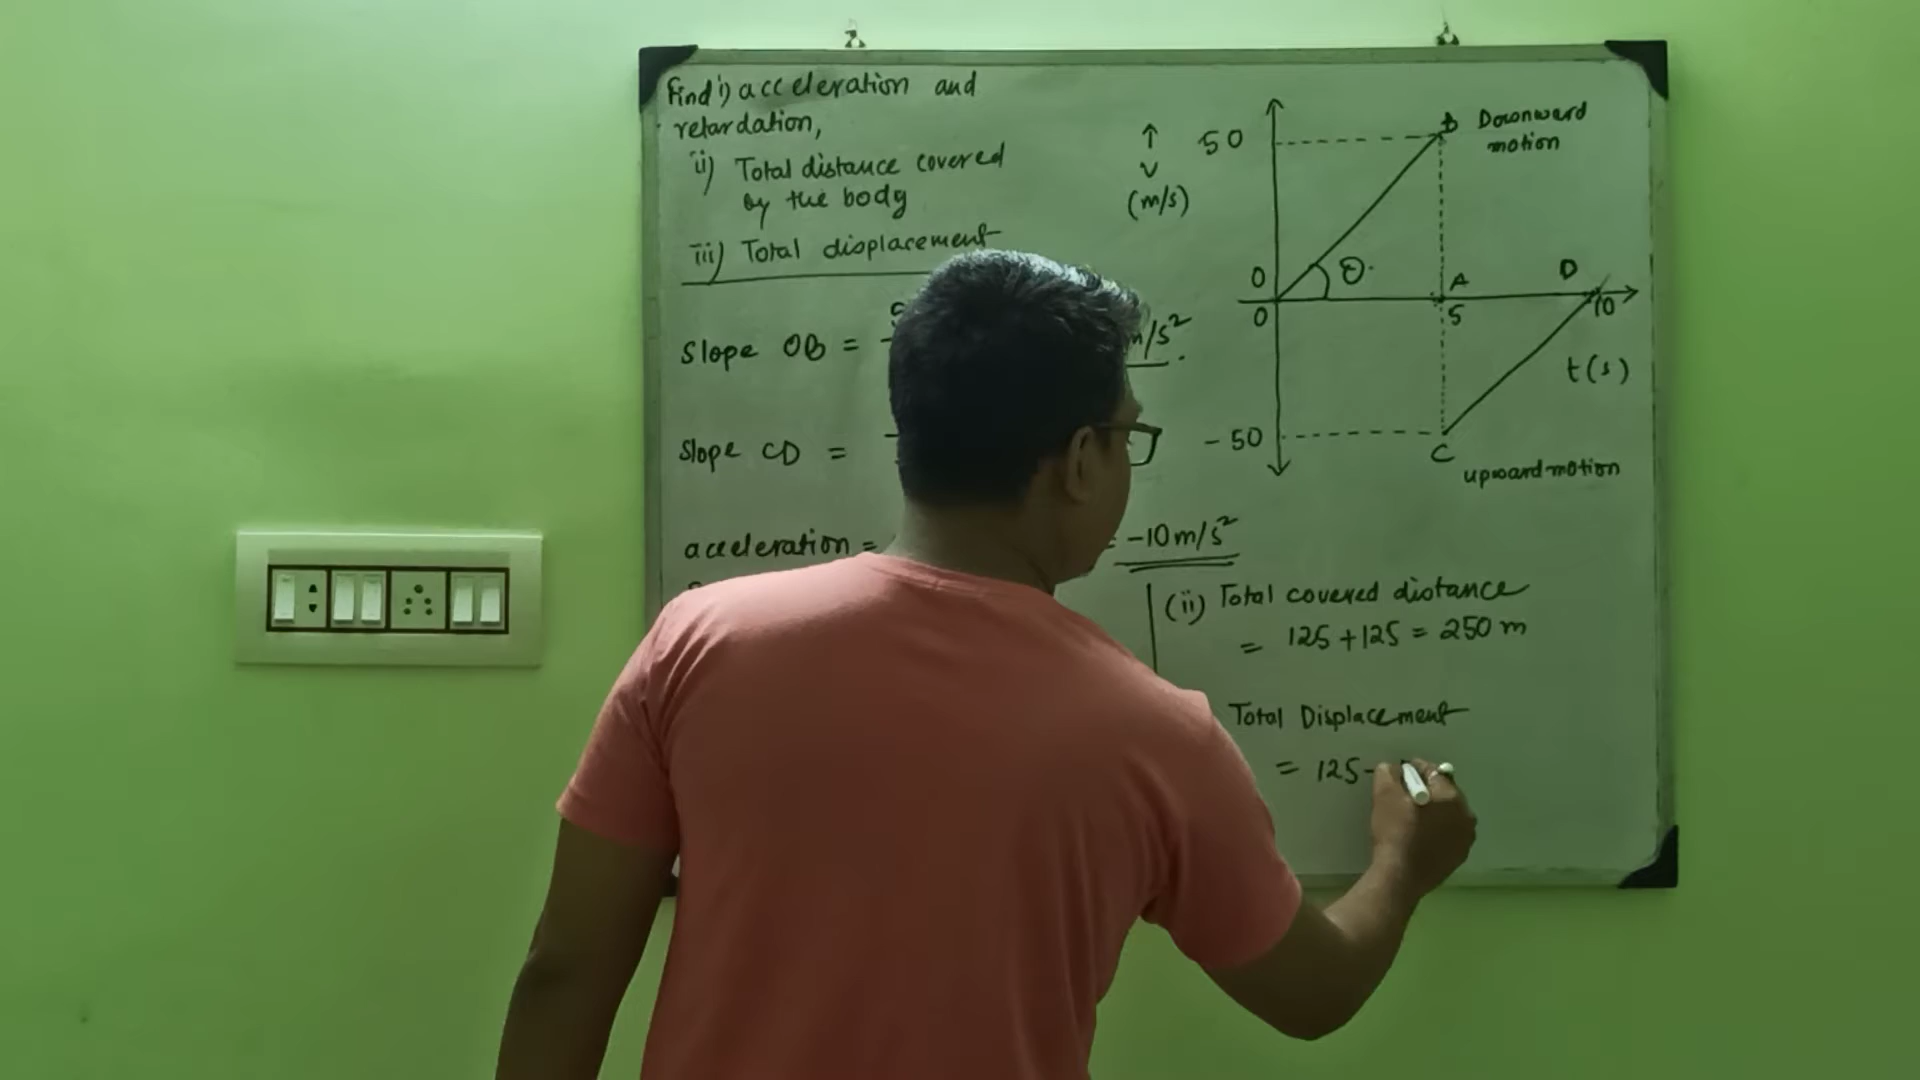 Find i) acceleration and
retardation,
ii) Total distance covered
by the body
iii) Total displacement
Slope OB =
m/s²
Slope CD =
acceleration =
= -10 m/s²
(ii) Total covered distance
= 125 + 125 = 250 m
Total Displacement
= 125 -
↑
V
(m/s)
50
B
Downward
motion
0
θ
A
D
0
5
10
t(s)
-50
C
upward motion